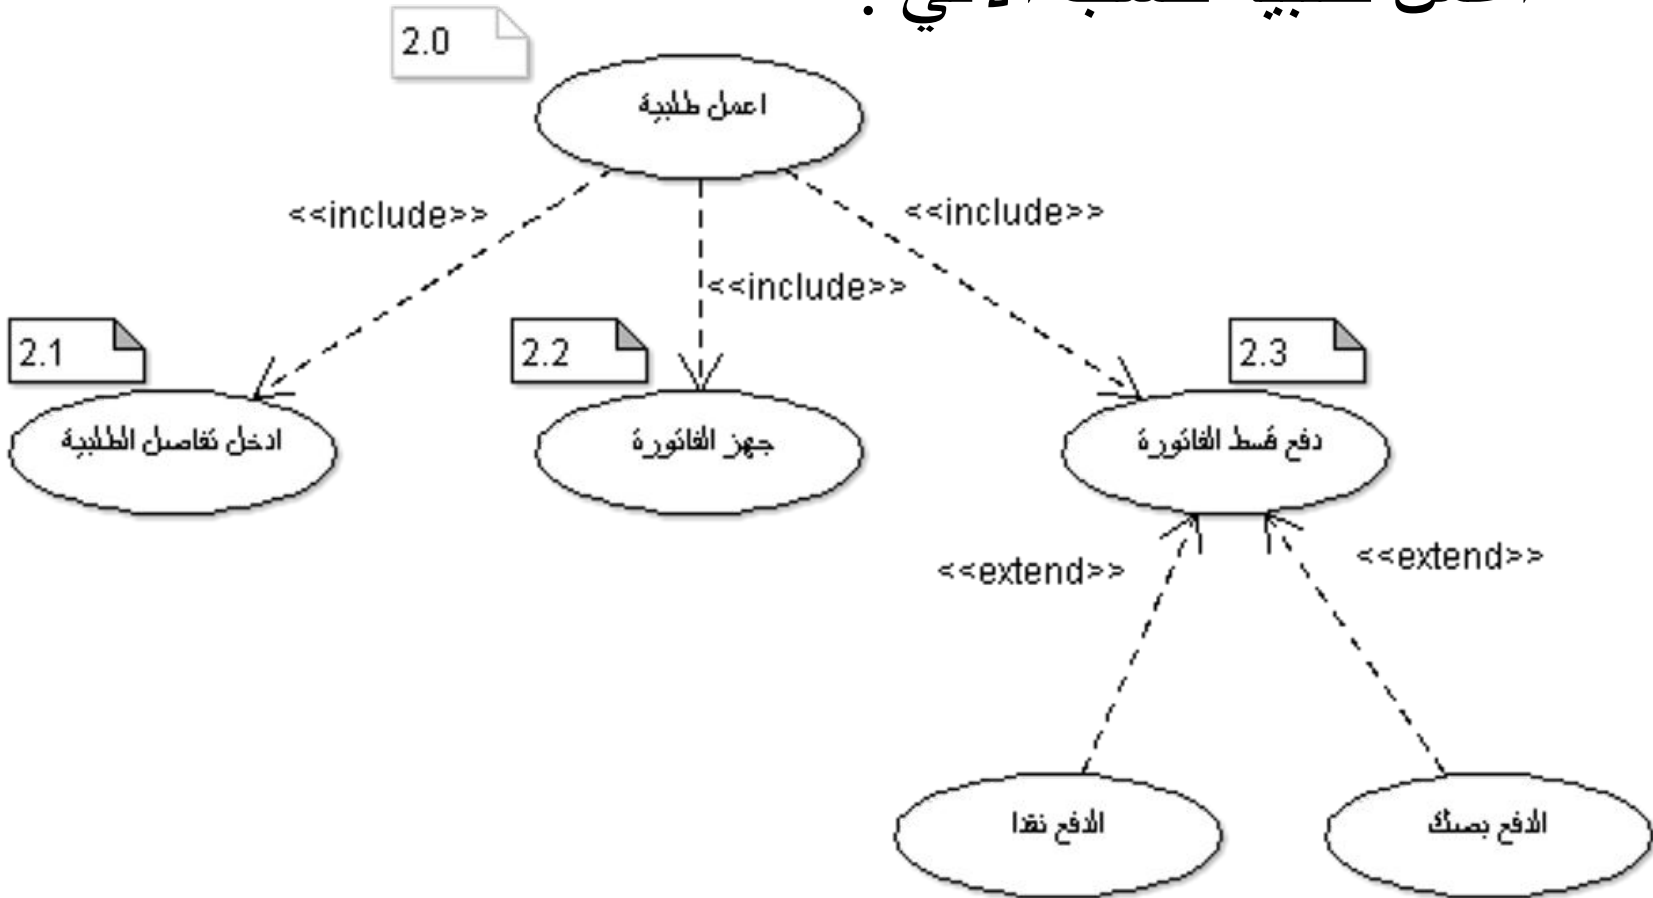 2.0
اعمل طلبية
<<include>>
<<include>>
<<include>>
2.1
2.2
2.3
ادخل تفاصيل الطلبية
جهز الفاتورة
دفع قسط الفاتورة
<<extend>>
<<extend>>
الدفع نقدا
الدفع بصك